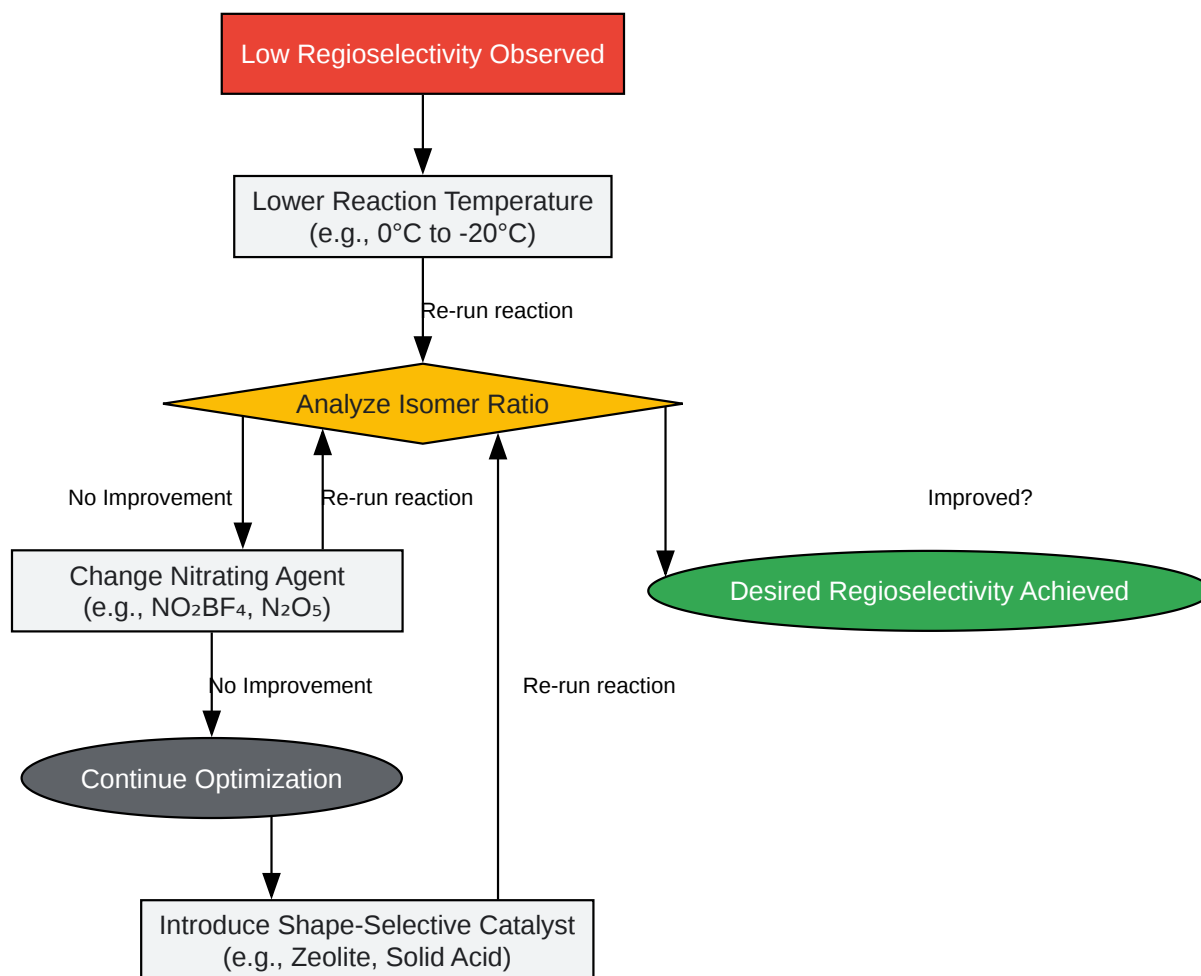 Low Regioselectivity Observed
Lower Reaction Temperature
(e.g., 0°C to -20°C)
Re-run reaction
Analyze Isomer Ratio
No Improvement
Re-run reaction
Improved?
Change Nitrating Agent
(e.g., NO₂BF₄, N₂O₅)
Desired Regioselectivity Achieved
No Improvement
Re-run reaction
Continue Optimization
Introduce Shape-Selective Catalyst
(e.g., Zeolite, Solid Acid)